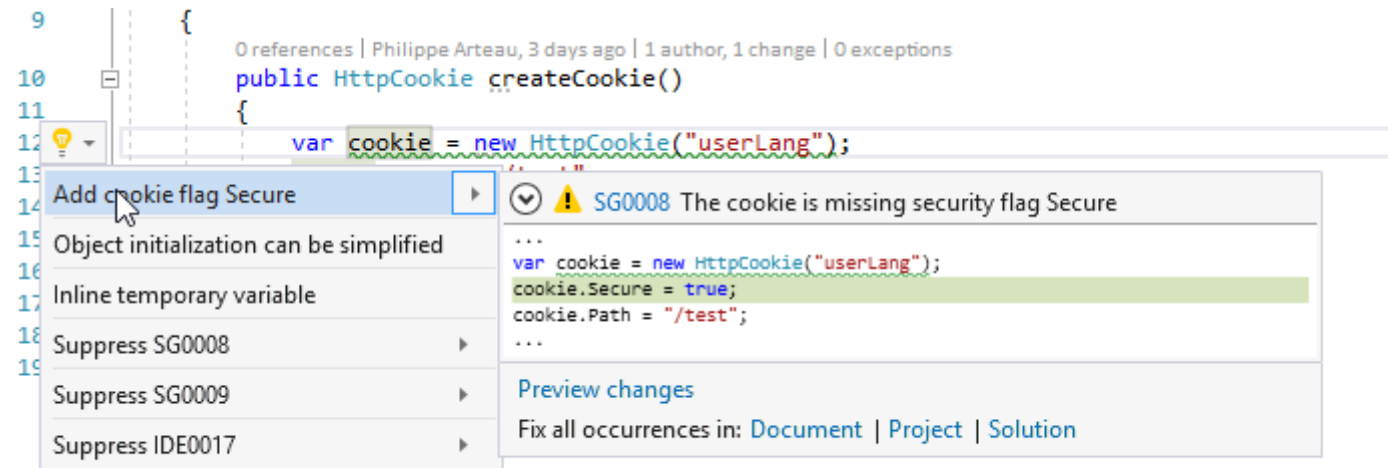 9 {
0 references | Philippe Arteau, 3 days ago | 1 author, 1 change | 0 exceptions
10 public HttpCookie createCookie()
11 {
12 var cookie = new HttpCookie("userLang");
13
14 Add cookie flag Secure
15 Object initialization can be simplified
16
17 Inline temporary variable
18 Suppress SG0008
19
Suppress SG0009
Suppress IDE0017
SG0008 The cookie is missing security flag Secure
...
var cookie = new HttpCookie("userLang");
cookie.Secure = true;
cookie.Path = "/test";
...
Preview changes
Fix all occurrences in: Document | Project | Solution